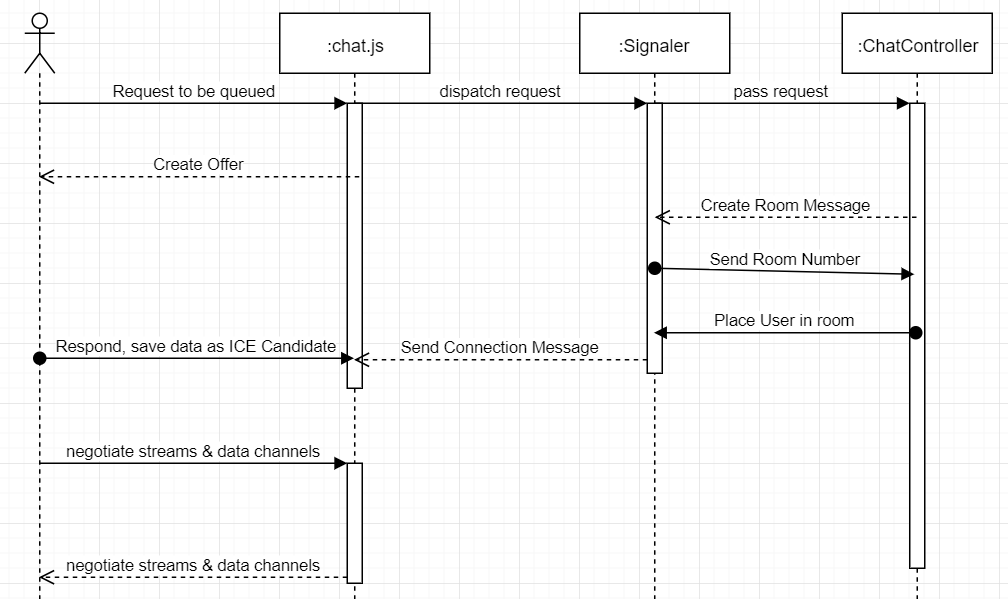 :chat.js
:Signaler
:ChatController
Request to be queued
dispatch request
pass request
Create Offer
Create Room Message
Send Room Number
Place User in room
Respond, save data as ICE Candidate
Send Connection Message
negotiate streams & data channels
negotiate streams & data channels